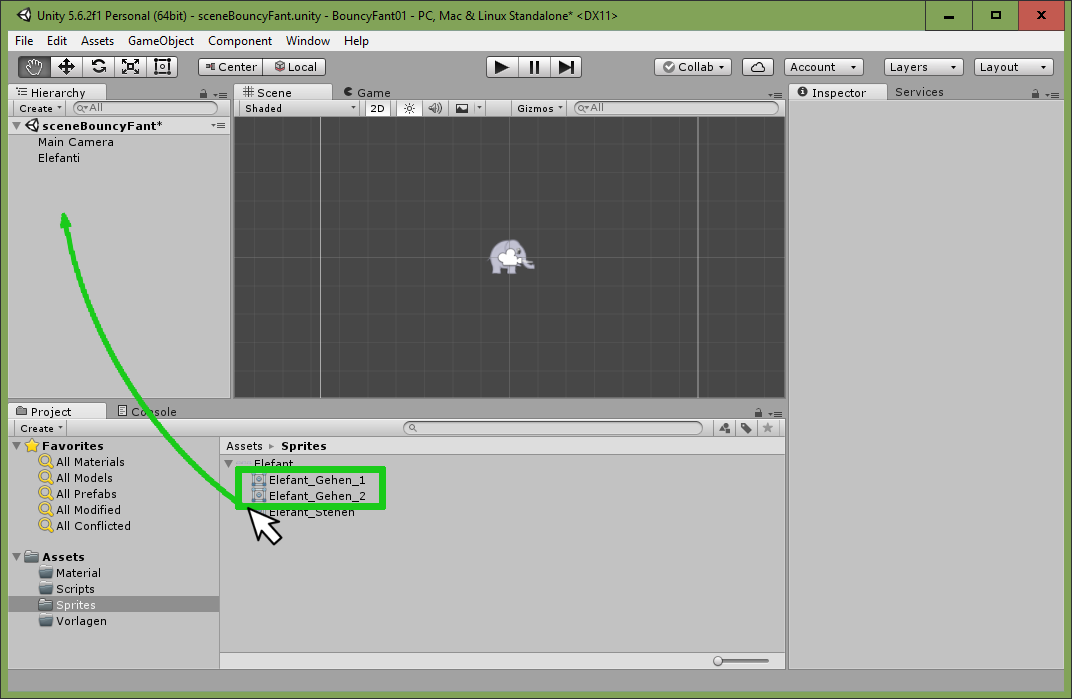 Unity 5.6.2f1 Personal (64bit) - sceneBouncyFant.unity - BouncyFant01 - PC, Mac & Linux Standalone* <DX11>
File Edit Assets GameObject Component Window Help
Center Local Collab Account Layers Layout
Hierarchy
Create All
sceneBouncyFant*
Main Camera
Elefanti
Scene Game
Shaded 2D Gizmos All
Inspector Services
Project Console
Create
Favorites
All Materials
All Models
All Prefabs
All Modified
All Conflicted
Assets
Material
Scripts
Sprites
Vorlagen
Assets Sprites
Elefant
Elefant_Gehen_1
Elefant_Gehen_2
Elefant_Stehen